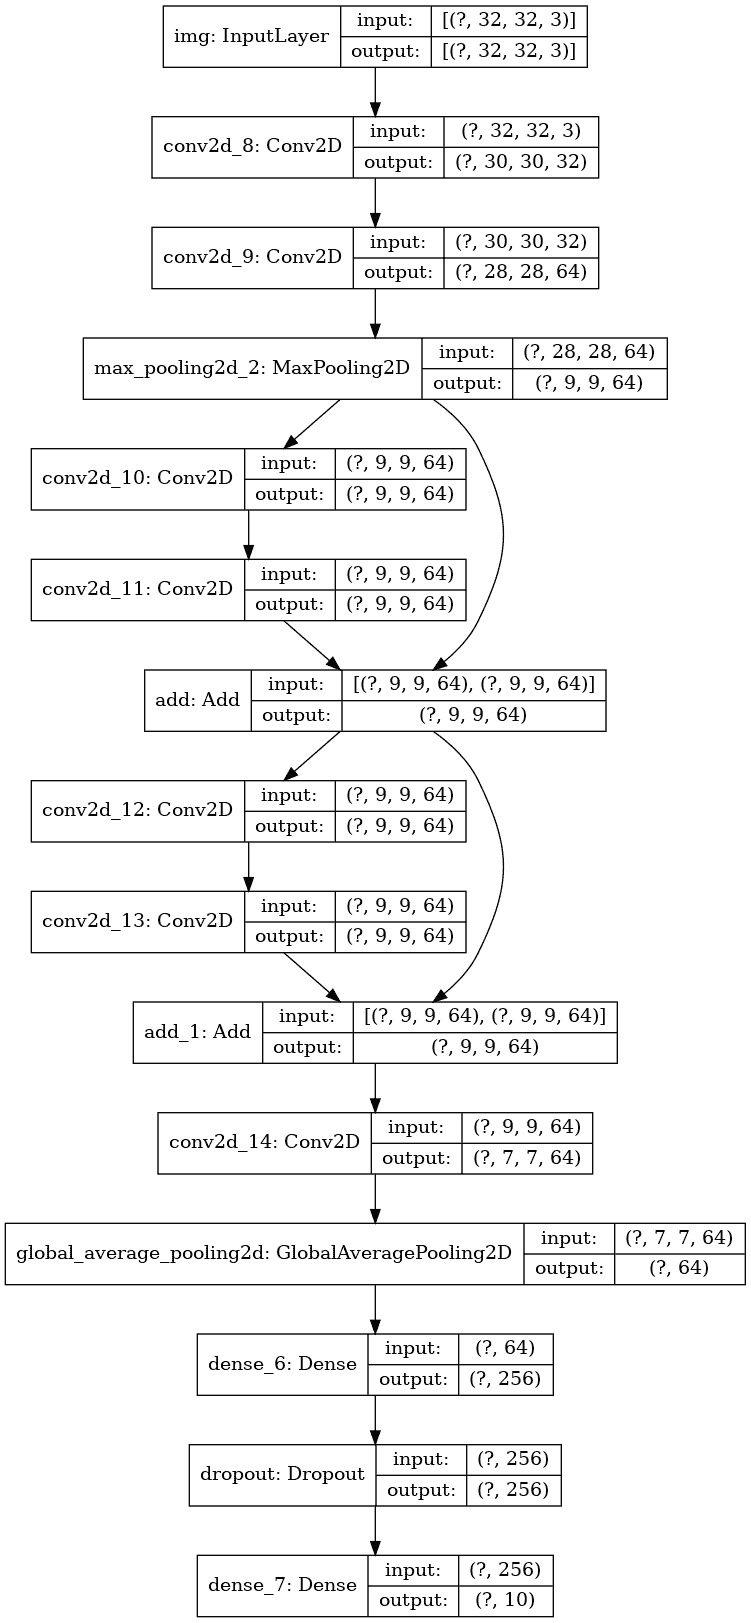 img: InputLayer
input: [(?, 32, 32, 3)]
output: [(?, 32, 32, 3)]
conv2d_8: Conv2D
input: (?, 32, 32, 3)
output: (?, 30, 30, 32)
conv2d_9: Conv2D
input: (?, 30, 30, 32)
output: (?, 28, 28, 64)
max_pooling2d_2: MaxPooling2D
input: (?, 28, 28, 64)
output: (?, 9, 9, 64)
conv2d_10: Conv2D
input: (?, 9, 9, 64)
output: (?, 9, 9, 64)
conv2d_11: Conv2D
input: (?, 9, 9, 64)
output: (?, 9, 9, 64)
add: Add
input: [(?, 9, 9, 64), (?, 9, 9, 64)]
output: (?, 9, 9, 64)
conv2d_12: Conv2D
input: (?, 9, 9, 64)
output: (?, 9, 9, 64)
conv2d_13: Conv2D
input: (?, 9, 9, 64)
output: (?, 9, 9, 64)
add_1: Add
input: [(?, 9, 9, 64), (?, 9, 9, 64)]
output: (?, 9, 9, 64)
conv2d_14: Conv2D
input: (?, 9, 9, 64)
output: (?, 7, 7, 64)
global_average_pooling2d: GlobalAveragePooling2D
input: (?, 7, 7, 64)
output: (?, 64)
dense_6: Dense
input: (?, 64)
output: (?, 256)
dropout: Dropout
input: (?, 256)
output: (?, 256)
dense_7: Dense
input: (?, 256)
output: (?, 10)